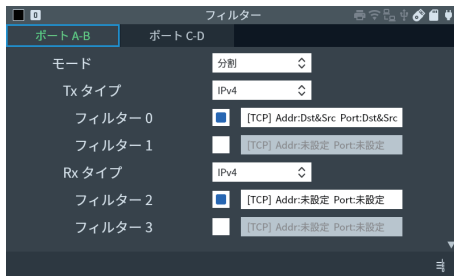 0 フィルター
ポート A-B ポート C-D
モード 分割
Tx タイプ IPv4
フィルター 0 [TCP] Addr:Dst&Src Port:Dst&Src
フィルター 1 [TCP] Addr:未設定 Port:未設定
Rx タイプ IPv4
フィルター 2 [TCP] Addr:未設定 Port:未設定
フィルター 3 [TCP] Addr:未設定 Port:未設定